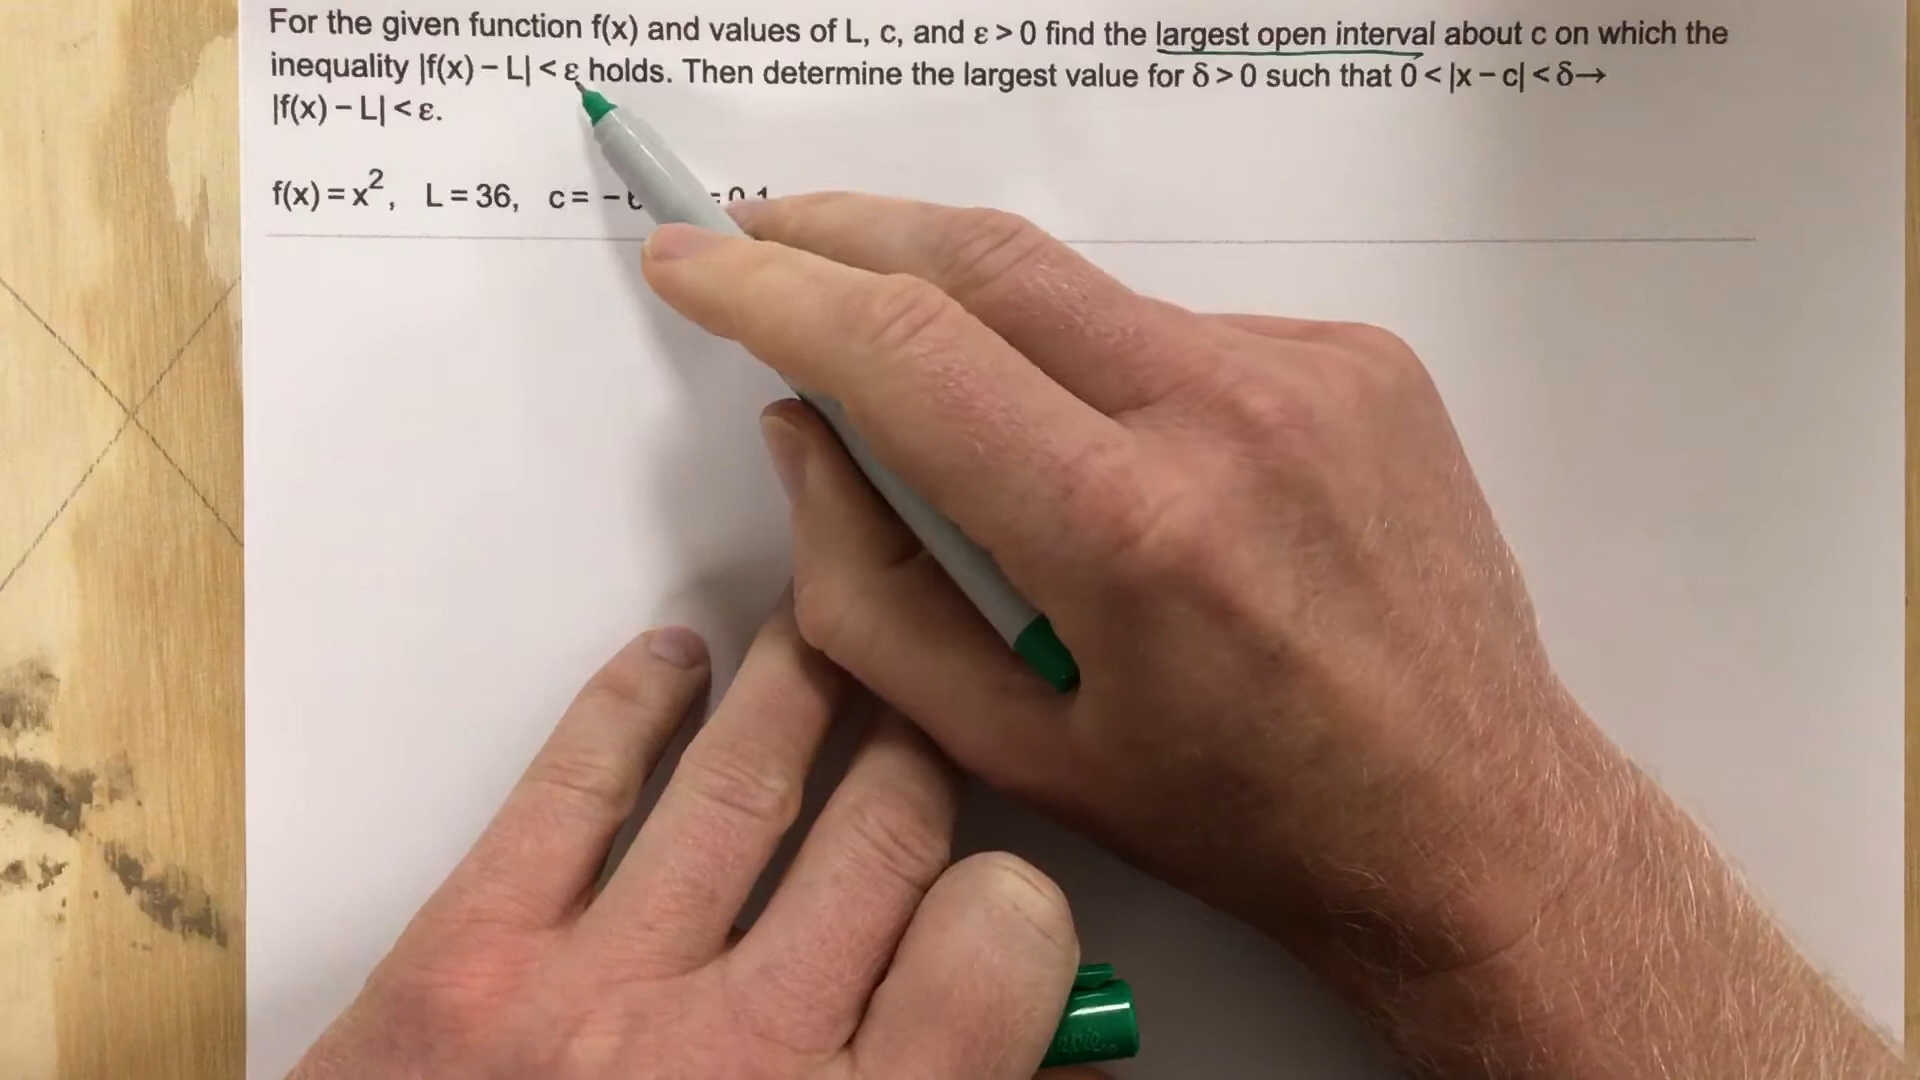 For the given function f(x) and values of L, c, and ε > 0 find the largest open interval about c on which the
inequality |f(x) − L| < ε holds. Then determine the largest value for δ > 0 such that 0 < |x − c| < δ→
|f(x) − L| < ε.
f(x) = x², L = 36, c = −